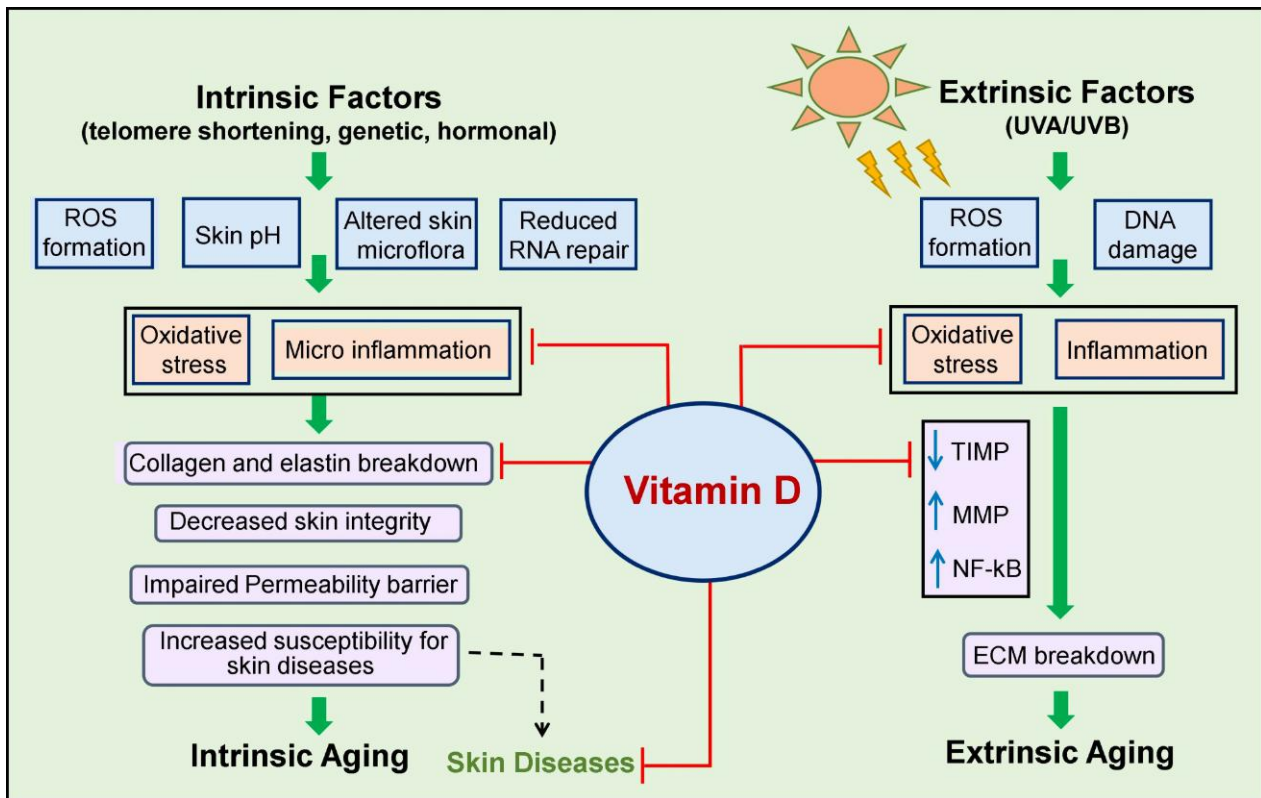 Intrinsic Factors
(telomere shortening, genetic, hormonal)
ROS
formation
Skin pH
Altered skin
microflora
Reduced
RNA repair
Oxidative
stress
Micro inflammation
Collagen and elastin breakdown
Decreased skin integrity
Impaired Permeability barrier
Increased susceptibility for
skin diseases
Intrinsic Aging
Skin Diseases
Vitamin D
Extrinsic Factors
(UVA/UVB)
ROS
formation
DNA
damage
Oxidative
stress
Inflammation
↓ TIMP
↑ MMP
↑ NF-kB
ECM breakdown
Extrinsic Aging